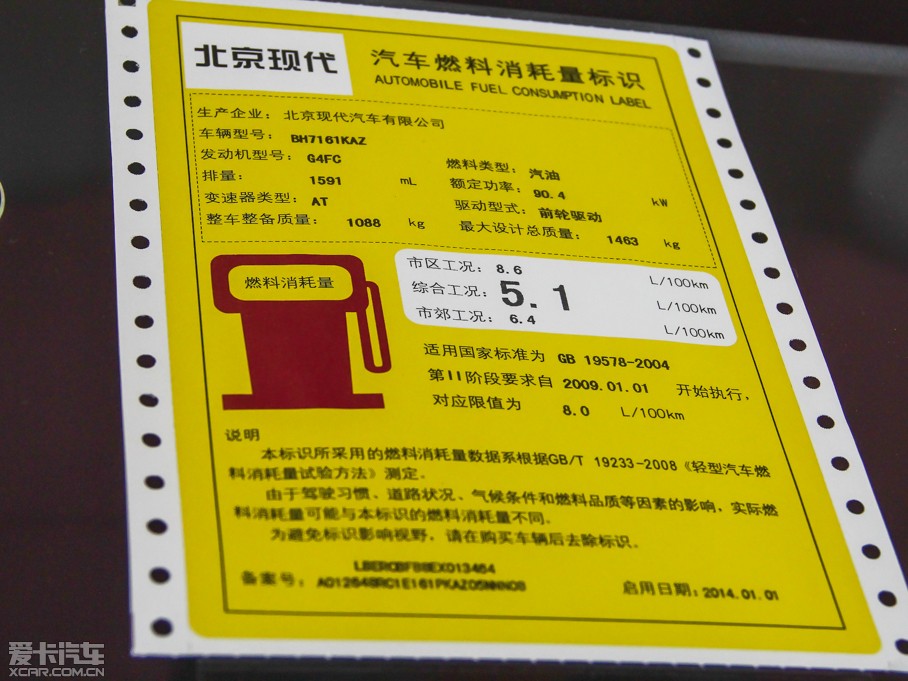 北京现代
汽车燃料消耗量标识
AUTOMOBILE FUEL CONSUMPTION LABEL
生产企业： 北京现代汽车有限公司
车辆型号： BH7161KAZ
发动机型号： G4FC
燃料类型： 汽油
排量： 1591 mL
额定功率： 90.4 kW
变速器类型： AT
驱动型式： 前轮驱动
整车整备质量： 1088 kg
最大设计总质量： 1463 kg
燃料消耗量
市区工况： 8.6 L/100km
综合工况： 5.1 L/100km
市郊工况： 6.4 L/100km
适用国家标准为 GB 19578-2004
第II阶段要求自 2009.01.01 开始执行，
对应限值为 8.0 L/100km
说明
本标识所采用的燃料消耗量数据系根据GB/T 19233-2008《轻型汽车燃
料消耗量试验方法》测定。
由于驾驶习惯、道路状况、气候条件和燃料品质等因素的影响，实际燃
料消耗量可能与本标识的燃料消耗量不同。
为避免标识影响视野，请在购买车辆后去除标识。
备案号：
启用日期：2014.01.01
爱卡汽车
XCAR.COM.CN